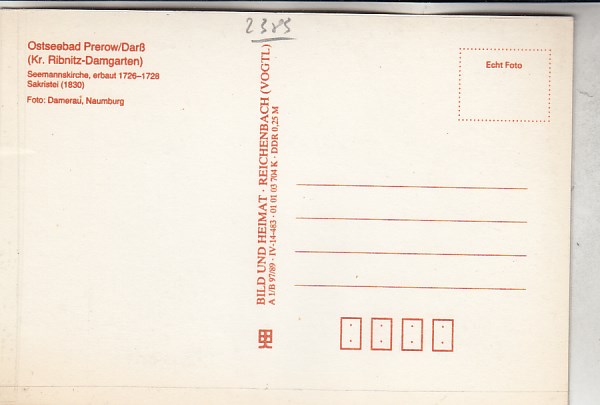 2385
Ostseebad Prerow/Darß
(Kr. Ribnitz-Damgarten)
Seemannskirche, erbaut 1726–1728
Sakristei (1830)
Foto: Damerau, Naumburg
BILD UND HEIMAT · REICHENBACH (VOGTL)
A 1/B 97/89 · IV-14-483 · 01 01 03 704 K · DDR 0,25 M
Echt Foto